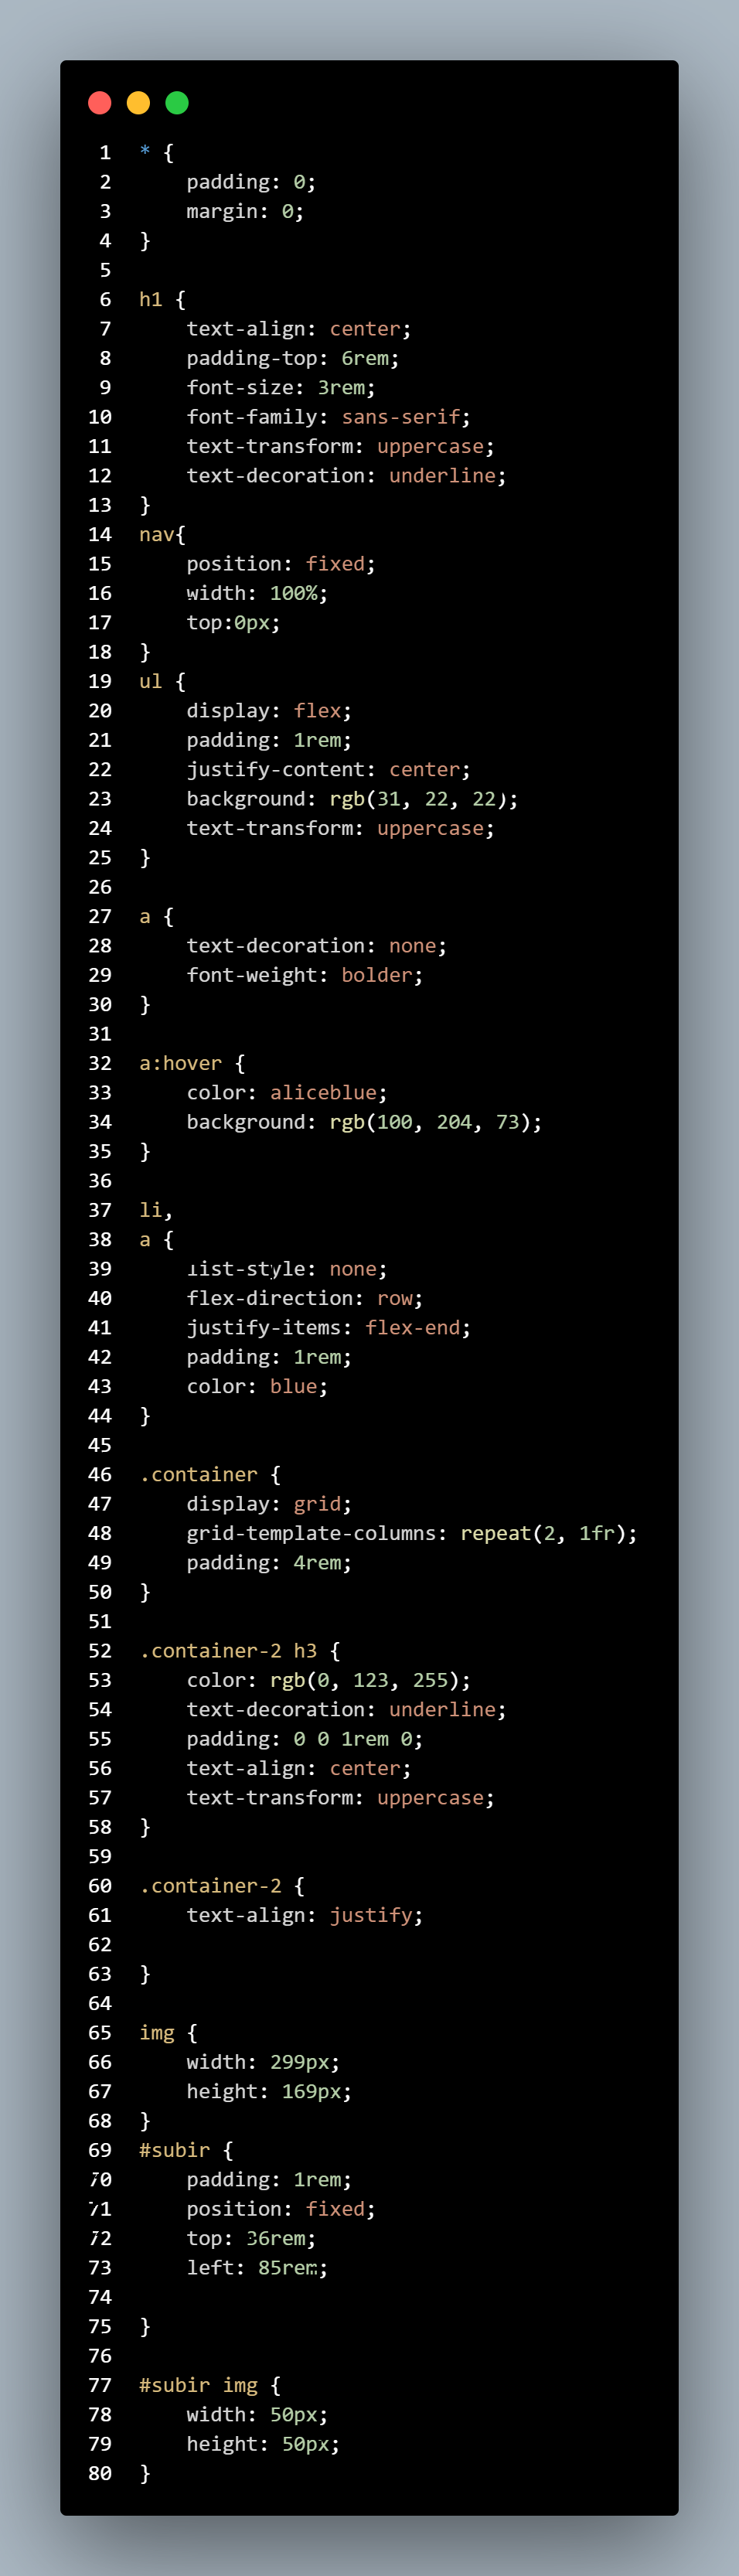 1 * {
2     padding: 0;
3     margin: 0;
4 }
5
6 h1 {
7     text-align: center;
8     padding-top: 6rem;
9     font-size: 3rem;
10     font-family: sans-serif;
11     text-transform: uppercase;
12     text-decoration: underline;
13 }
14 nav{
15     position: fixed;
16     width: 100%;
17     top:0px;
18 }
19 ul {
20     display: flex;
21     padding: 1rem;
22     justify-content: center;
23     background: rgb(31, 22, 22);
24     text-transform: uppercase;
25 }
26
27 a {
28     text-decoration: none;
29     font-weight: bolder;
30 }
31
32 a:hover {
33     color: aliceblue;
34     background: rgb(100, 204, 73);
35 }
36
37 li,
38 a {
39     list-style: none;
40     flex-direction: row;
41     justify-items: flex-end;
42     padding: 1rem;
43     color: blue;
44 }
45
46 .container {
47     display: grid;
48     grid-template-columns: repeat(2, 1fr);
49     padding: 4rem;
50 }
51
52 .container-2 h3 {
53     color: rgb(0, 123, 255);
54     text-decoration: underline;
55     padding: 0 0 1rem 0;
56     text-align: center;
57     text-transform: uppercase;
58 }
59
60 .container-2 {
61     text-align: justify;
62
63 }
64
65 img {
66     width: 299px;
67     height: 169px;
68 }
69 #subir {
70     padding: 1rem;
71     position: fixed;
72     top: 36rem;
73     left: 85rem;
74
75 }
76
77 #subir img {
78     width: 50px;
79     height: 50px;
80 }